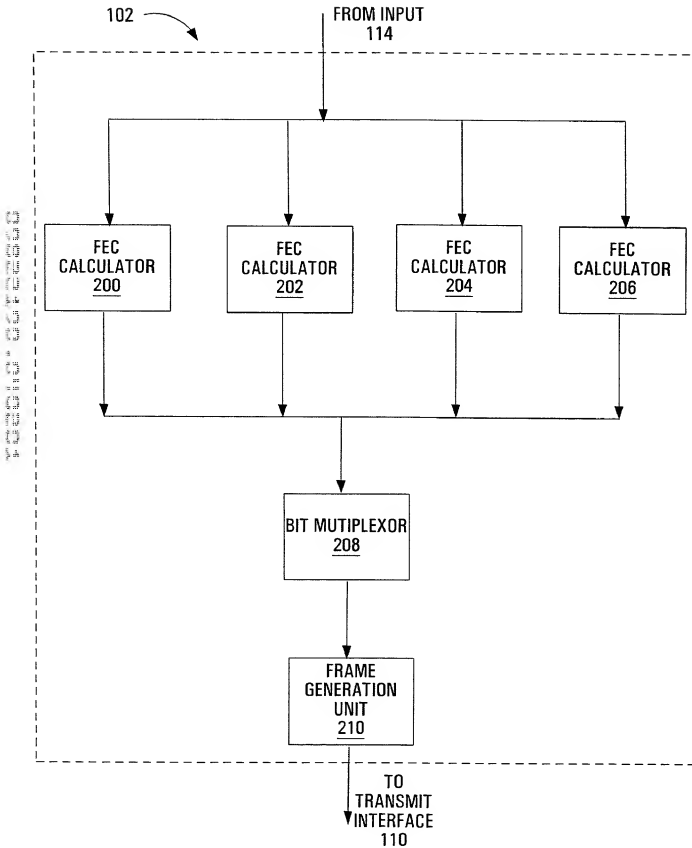 102
FROM INPUT
114
FEC
CALCULATOR
200
FEC
CALCULATOR
202
FEC
CALCULATOR
204
FEC
CALCULATOR
206
BIT MUTIPLEXOR
208
FRAME
GENERATION
UNIT
210
TO
TRANSMIT
INTERFACE
110